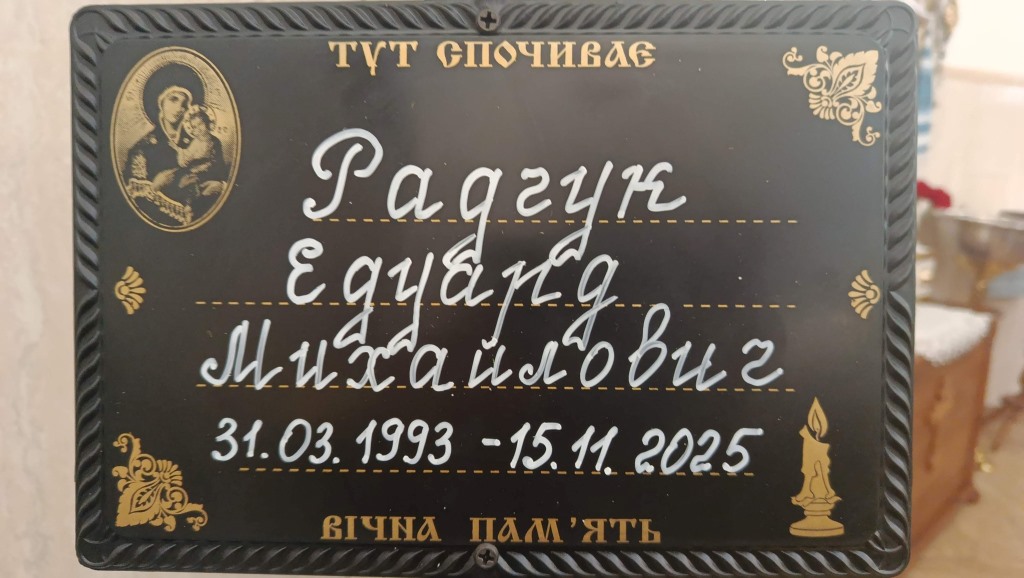 ТУТ СПОЧИВАЄ
Радчук
Едуард
Михайлович
31.03.1993 - 15.11.2025
ВІЧНА ПАМ'ЯТЬ